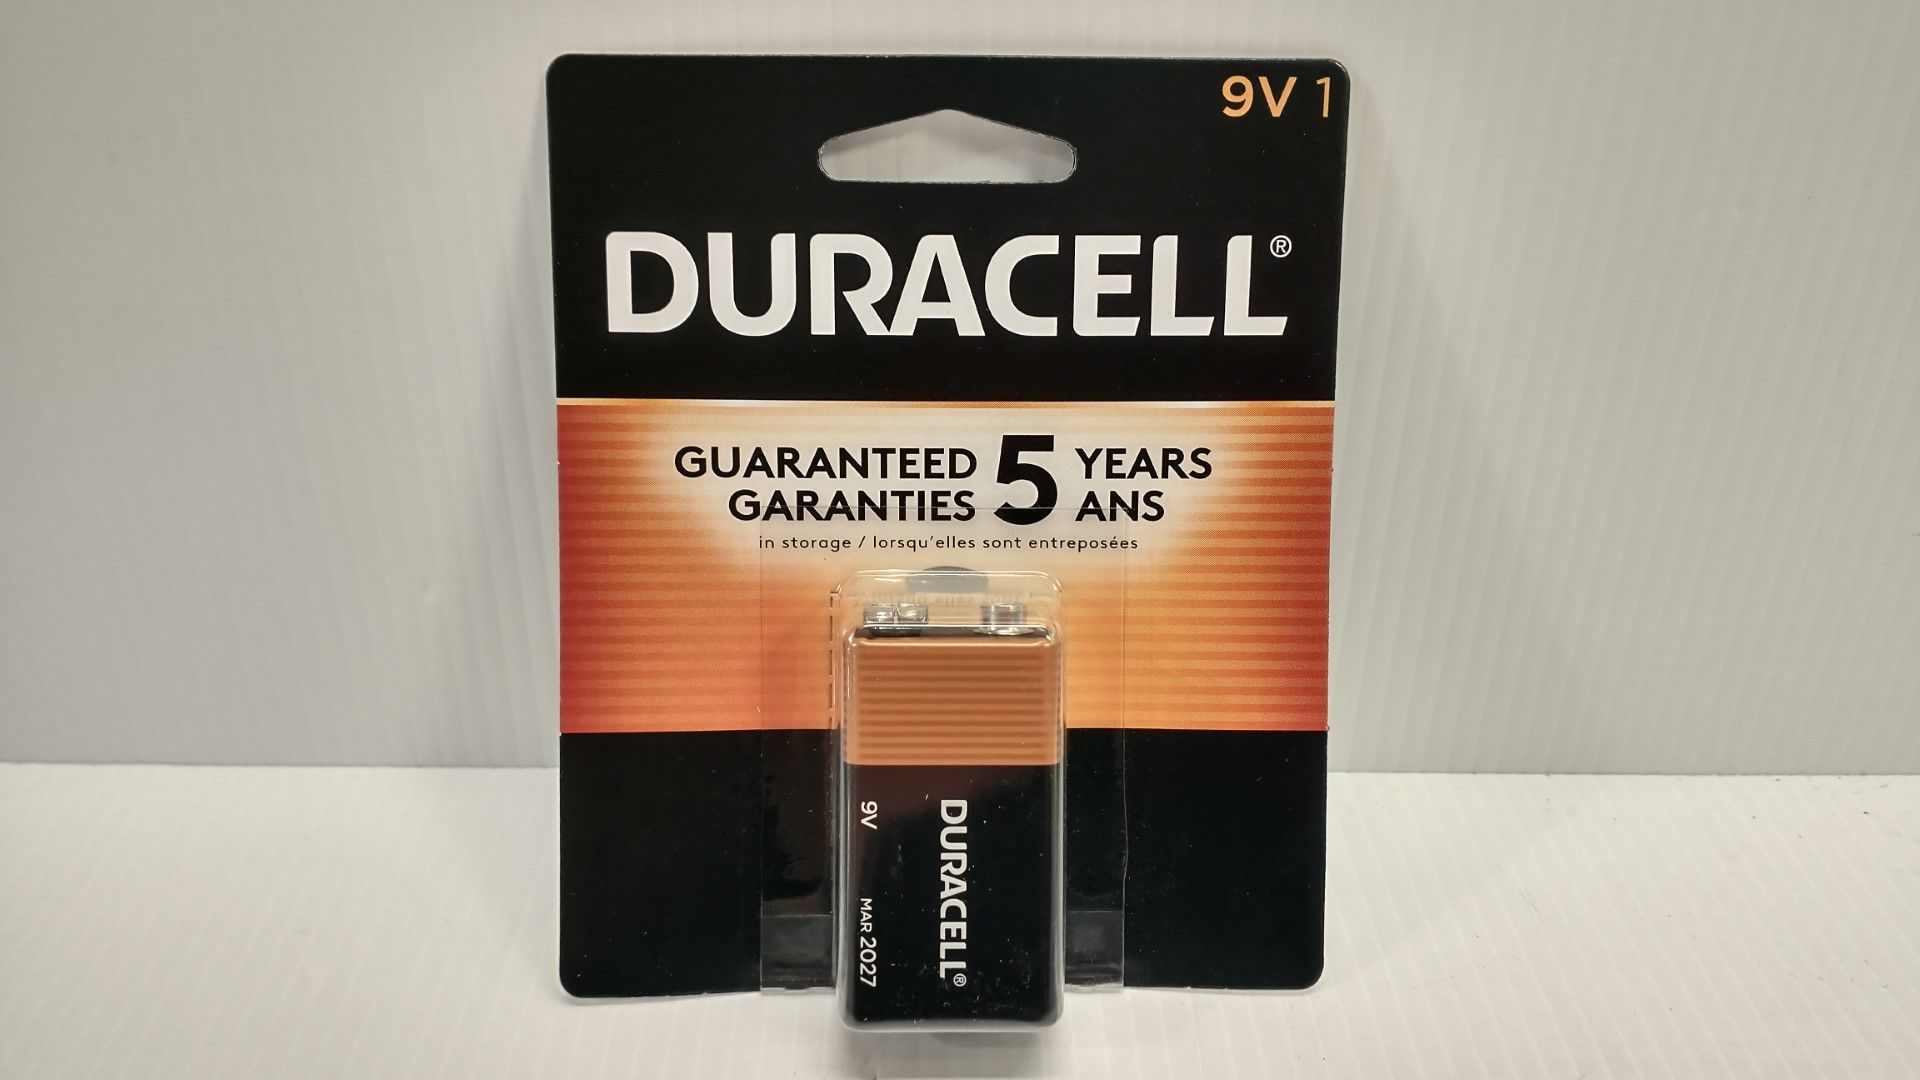 9V 1
DURACELL®
GUARANTEED 5 YEARS
GARANTIES ANS
in storage / lorsqu'elles sont entreposées
DURACELL®
9V MAR 2027